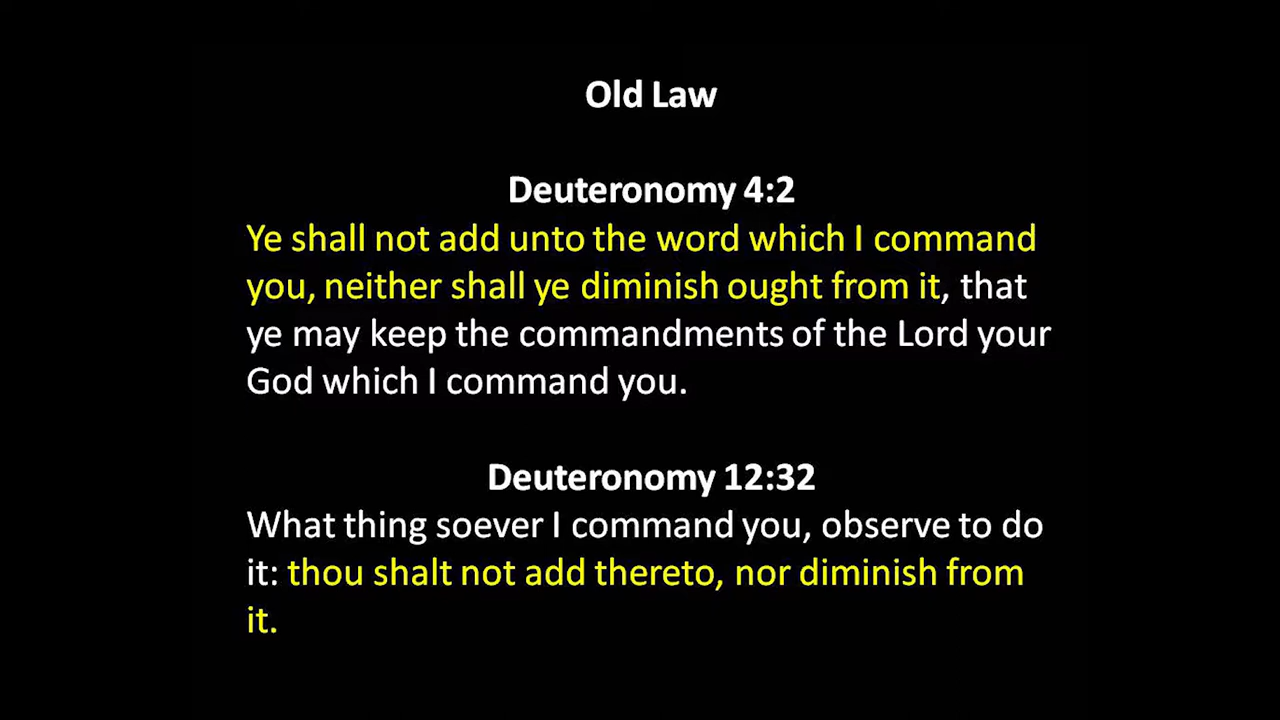 Old Law
Deuteronomy 4:2
Ye shall not add unto the word which I command
you, neither shall ye diminish ought from it, that
ye may keep the commandments of the Lord your
God which I command you.
Deuteronomy 12:32
What thing soever I command you, observe to do
it: thou shalt not add thereto, nor diminish from
it.